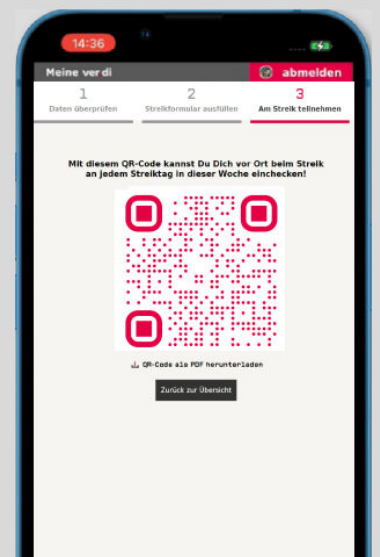 14:36
Meine ver di
abmelden
1
2
3
Daten überprüfen
Streikformular ausfüllen
Am Streik teilnehmen
Mit diesem QR-Code kannst Du Dich vor Ort beim Streik
an jedem Streiktag in dieser Woche einchecken!
QR-Code als PDF herunterladen
Zurück zur Übersicht